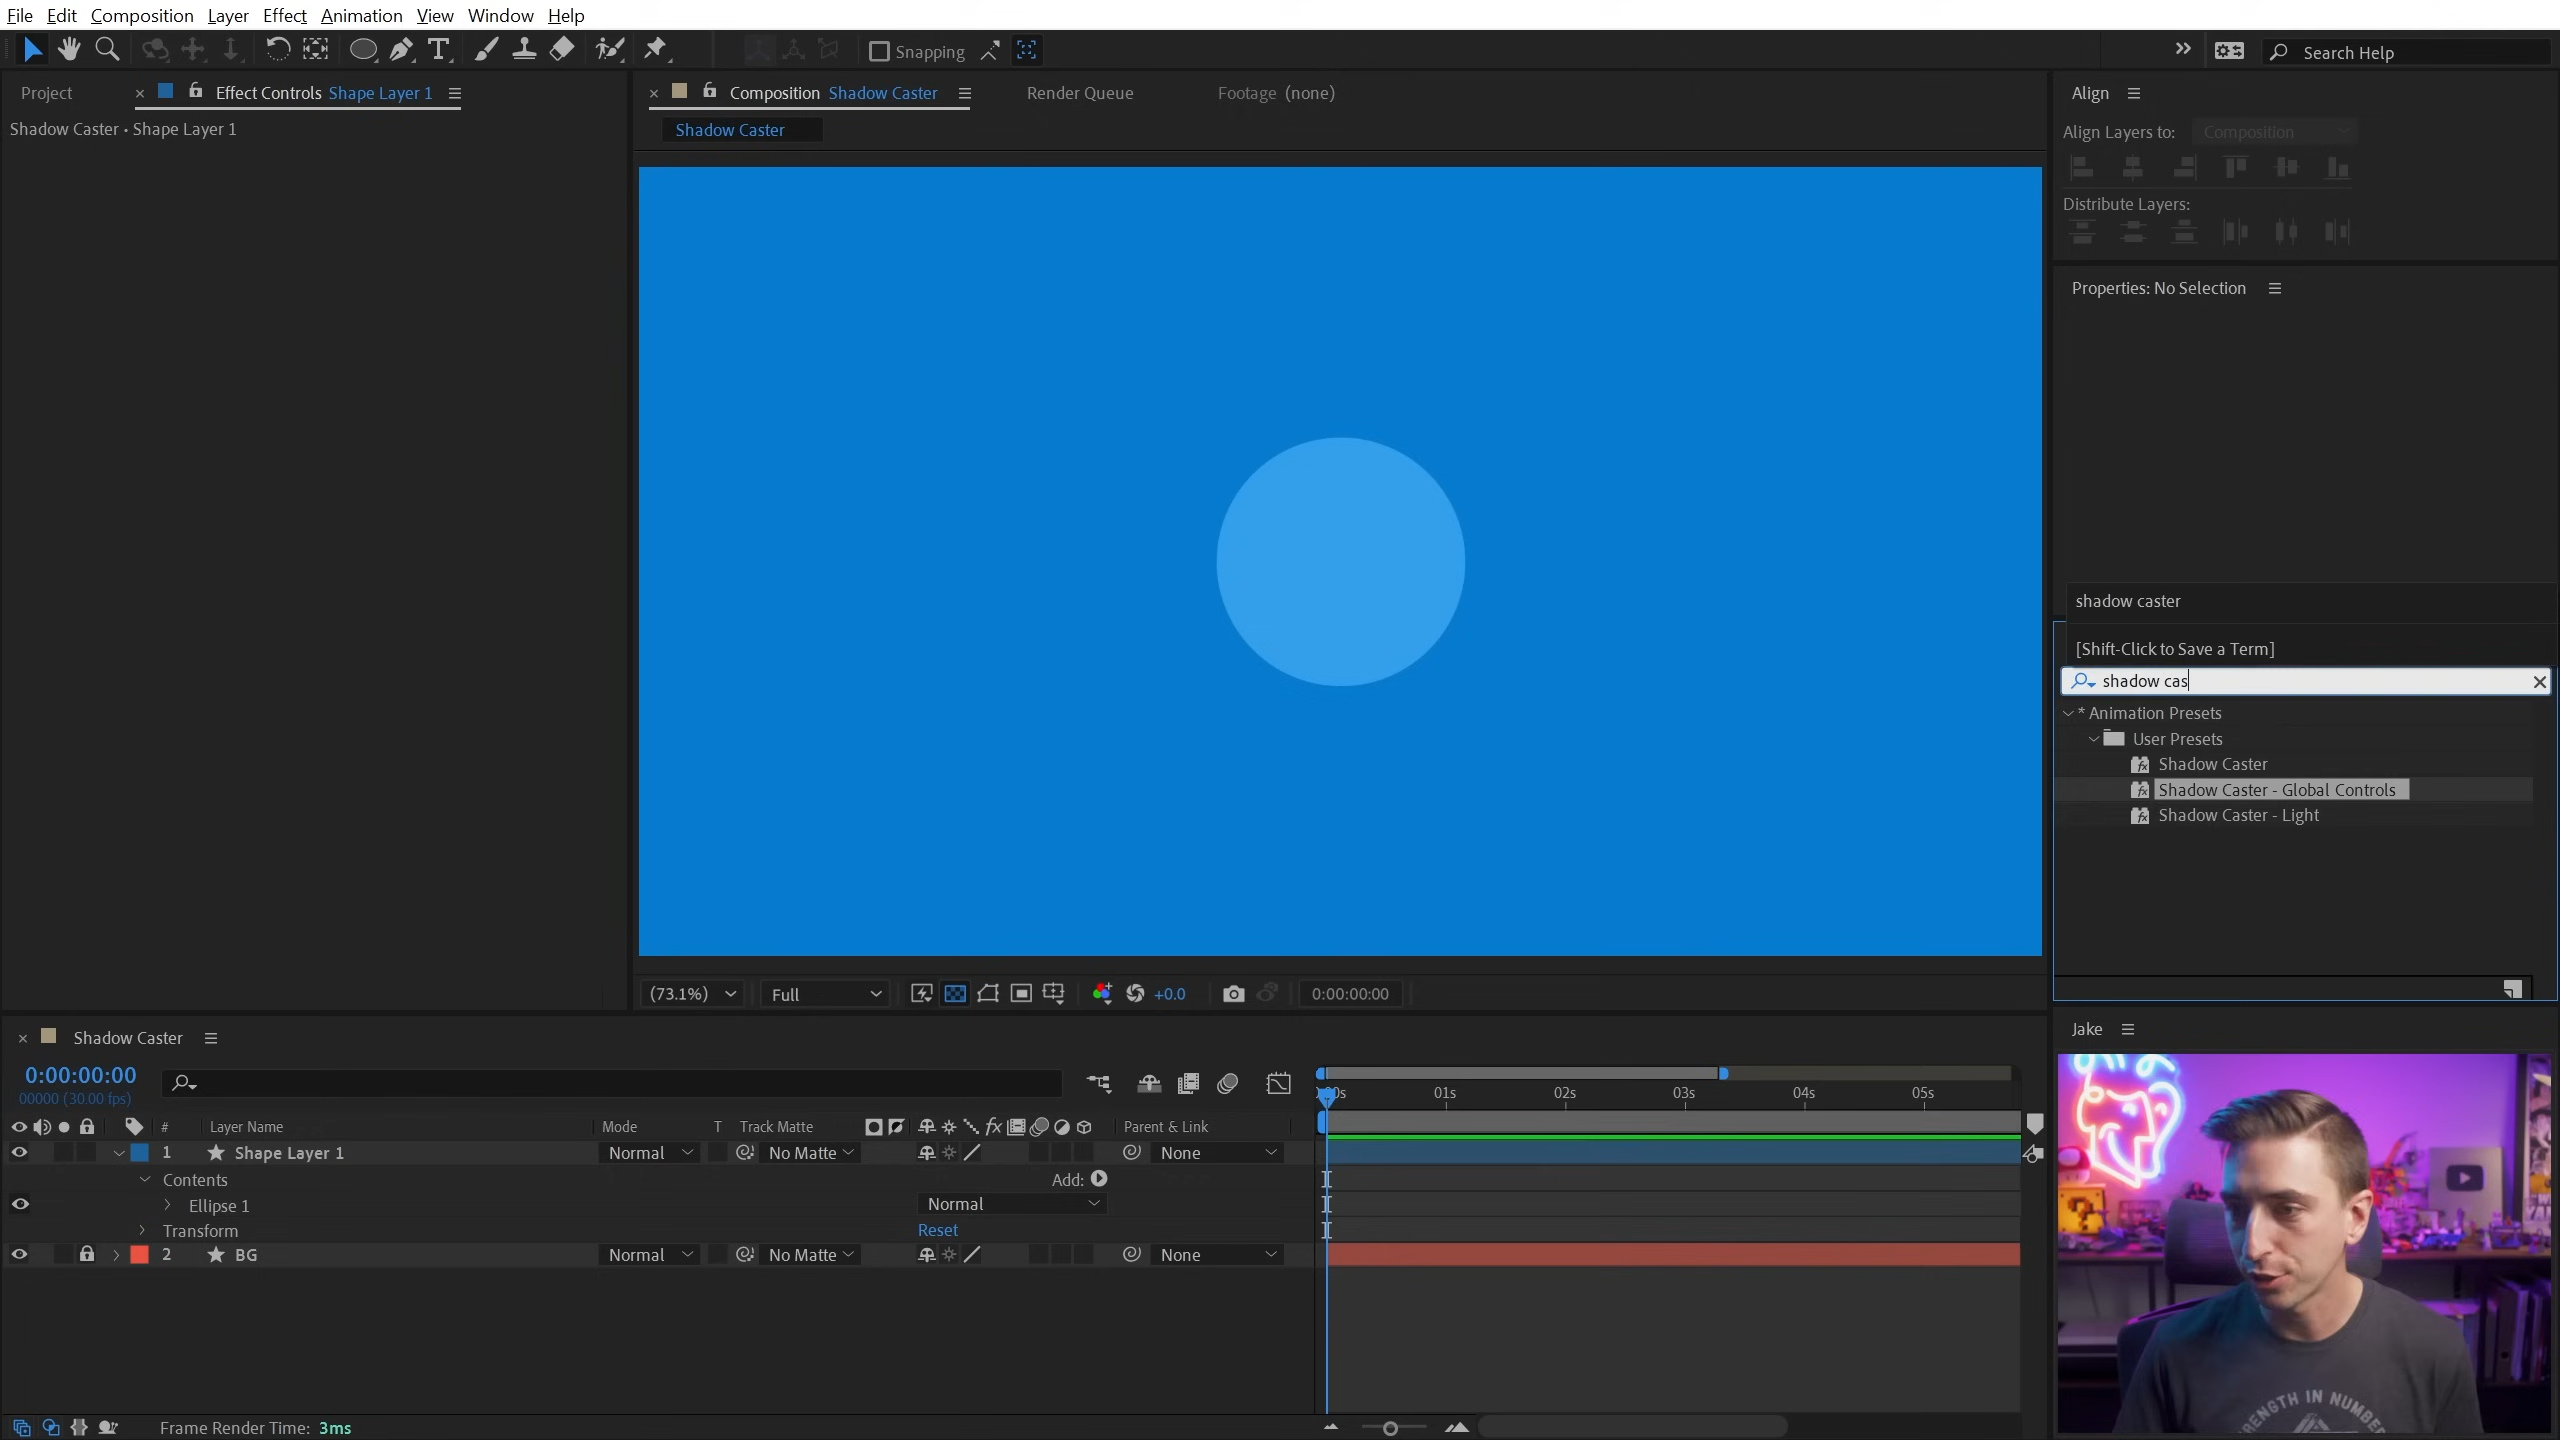 File Edit Composition Layer Effect Animation View Window Help
Snapping
Search Help
Project
Effect Controls Shape Layer 1
Composition Shadow Caster
Render Queue
Footage (none)
Align
Shadow Caster • Shape Layer 1
Shadow Caster
Align Layers to:
Composition
Distribute Layers:
Properties: No Selection
shadow caster
[Shift-Click to Save a Term]
shadow cas
* Animation Presets
User Presets
Shadow Caster
Shadow Caster - Global Controls
Shadow Caster - Light
(73.1%)
Full
+0.0
0:00:00:00
Shadow Caster
Jake
0:00:00:00
00000 (30.00 fps)
01s
02s
03s
04s
05s
# Layer Name Mode T Track Matte Parent & Link
1 Shape Layer 1 Normal No Matte None
Contents Add:
Ellipse 1 Normal
Transform Reset
2 BG Normal No Matte None
Frame Render Time: 3ms
STRENGTH IN NUMBERS